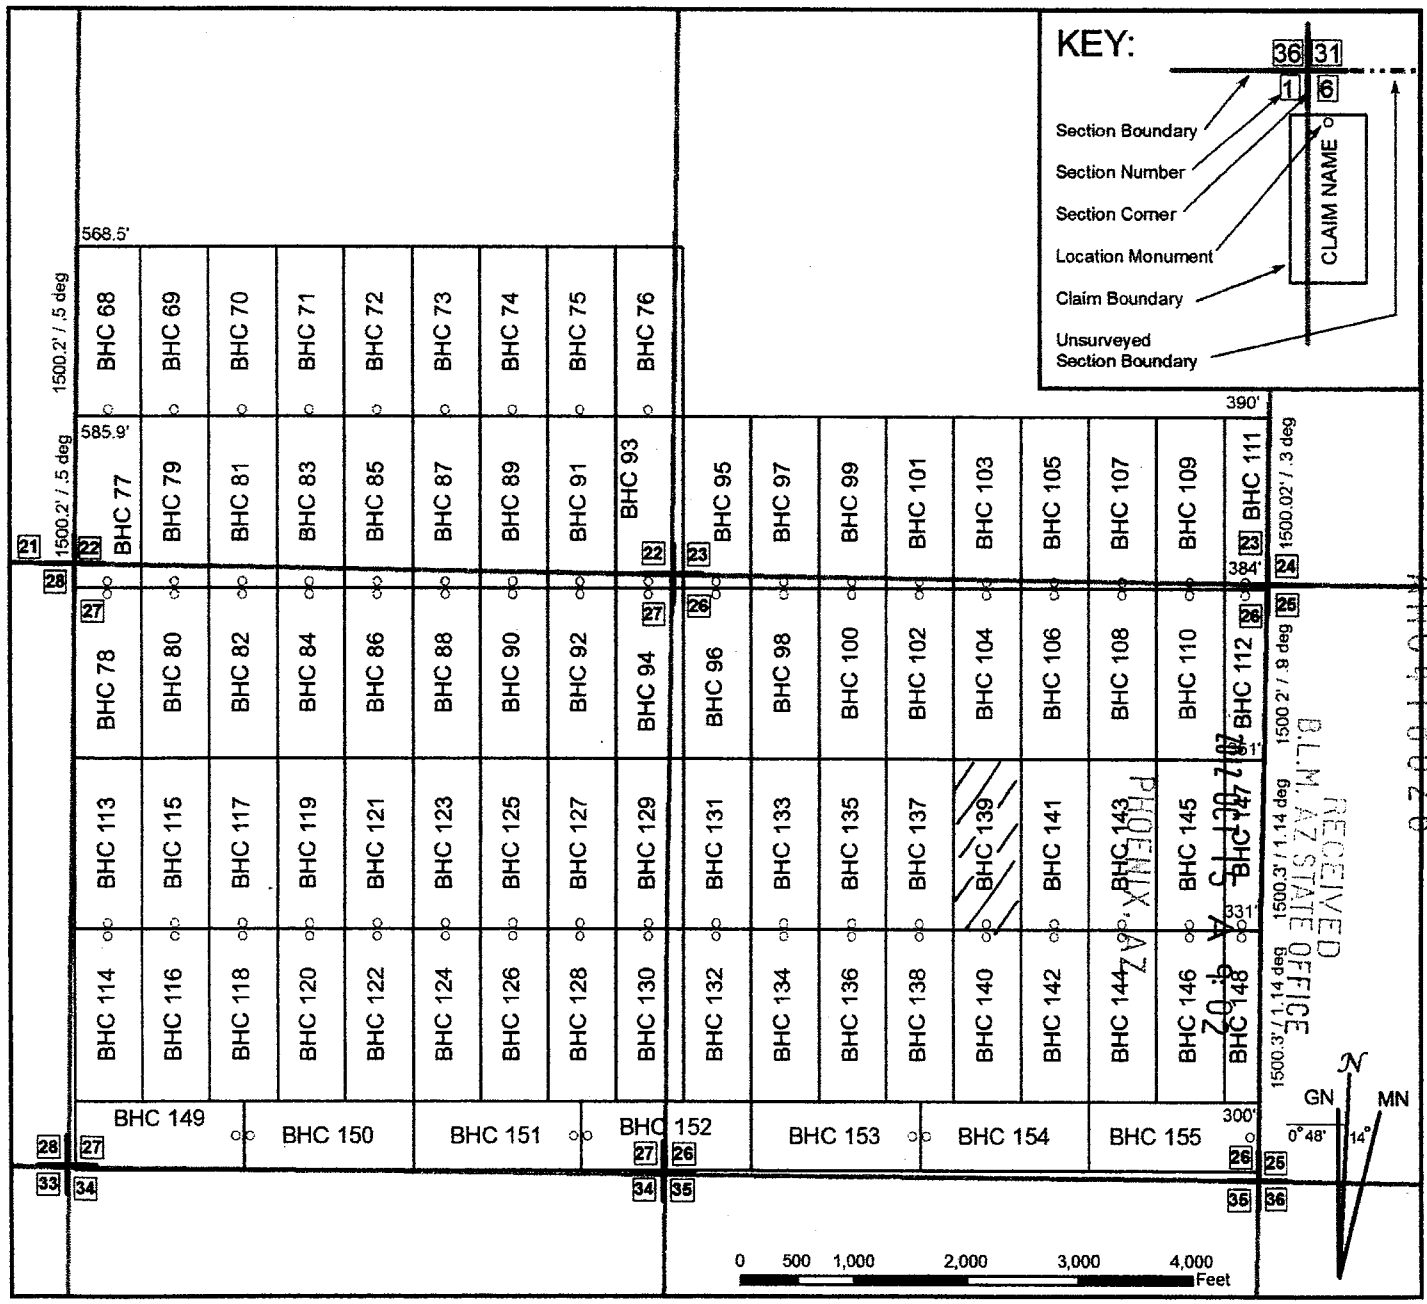 KEY:
36 31
1 6
Section Boundary
Section Number
Section Corner
Location Monument
Claim Boundary
Unsurveyed
Section Boundary
CLAIM NAME
568.5'
1500.2' / .5 deg
BHC 68
BHC 69
BHC 70
BHC 71
BHC 72
BHC 73
BHC 74
BHC 75
BHC 76
390'
585.9'
1500.2' / .5 deg
BHC 77
BHC 79
BHC 81
BHC 83
BHC 85
BHC 87
BHC 89
BHC 91
BHC 93
BHC 95
BHC 97
BHC 99
BHC 101
BHC 103
BHC 105
BHC 107
BHC 109
BHC 111
1500.02' / .3 deg
21 22 22 23 23 24
384'
28 27 27 26 26 25
BHC 78
BHC 80
BHC 82
BHC 84
BHC 86
BHC 88
BHC 90
BHC 92
BHC 94
BHC 96
BHC 98
BHC 100
BHC 102
BHC 104
BHC 106
BHC 108
BHC 110
BHC 112
1500.2' / .9 deg
BHC 113
BHC 115
BHC 117
BHC 119
BHC 121
BHC 123
BHC 125
BHC 127
BHC 129
BHC 131
BHC 133
BHC 135
BHC 137
BHC 139
BHC 141
BHC 143
BHC 145
BHC 147
1500.3' / 1.14 deg
331'
BHC 114
BHC 116
BHC 118
BHC 120
BHC 122
BHC 124
BHC 126
BHC 128
BHC 130
BHC 132
BHC 134
BHC 136
BHC 138
BHC 140
BHC 142
BHC 144
BHC 146
BHC 148
1500.3' / 1.14 deg
RECEIVED
B.L.M. AZ STATE OFFICE
A 9:02
PHOENIX, AZ
300'
BHC 149
BHC 150
BHC 151
BHC 152
BHC 153
BHC 154
BHC 155
28 27 27 26 26 25
33 34 34 35 35 36
N
GN MN
0°48' 14°
0 500 1,000 2,000 3,000 4,000
Feet